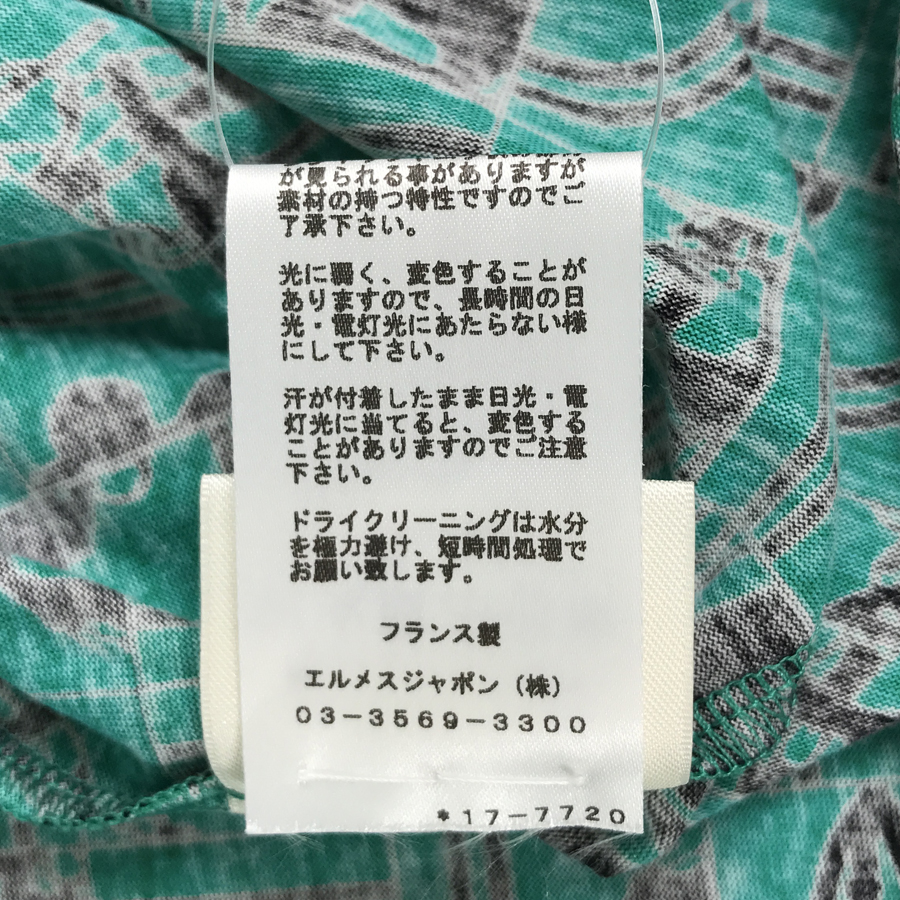 が見られる事がありますが
素材の持つ特性ですのでご
了承下さい。
光に弱く、変色することが
ありますので、長時間の日
光・電灯光にあたらない様
にして下さい。
汗が付着したまま日光・電
灯光に当てると、変色する
ことがありますのでご注意
下さい。
ドライクリーニングは水分
を極力避け、短時間処理で
お願い致します。
フランス製
エルメスジャポン（株）
03-3569-3300
*17-7720